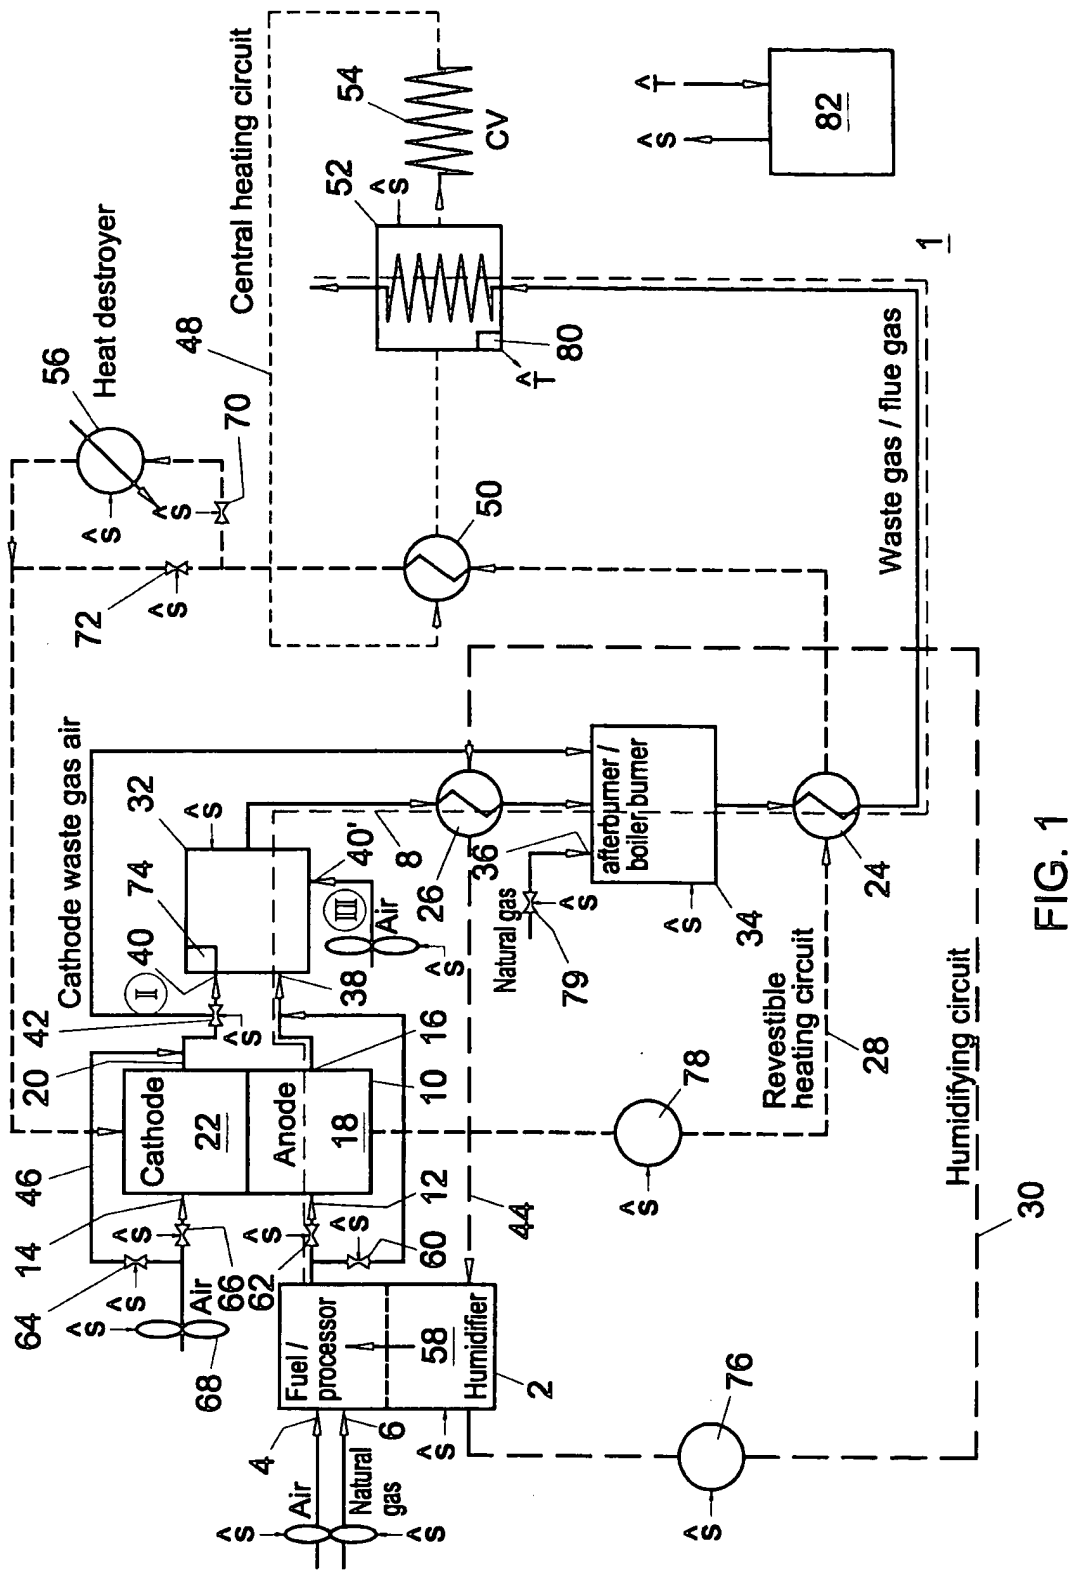 Central heating circuit
48
54
CV
52
ŝ
T̂
ŝ
82
Heat destroyer
56
70
ŝ
ŝ
72
ŝ
50
80
T̂
1
Waste gas / flue gas
Cathode waste gas air
32
ŝ
74
40
II
42
ŝ
40'
III
Air
ŝ
38
8
26
36
Natural gas
79
ŝ
afterburner /
boiler burner
34
ŝ
24
20
16
10
Cathode
22
Anode
18
46
14
12
44
78
ŝ
Revestible
heating circuit
28
Humidifying circuit
30
64
ŝ
ŝ
66
62
ŝ
ŝ
60
Air
ŝ
68
Fuel /
processor
58
Humidifier
2
4
6
ŝ
Air
Natural
gas
ŝ
ŝ
76
ŝ
FIG. 1